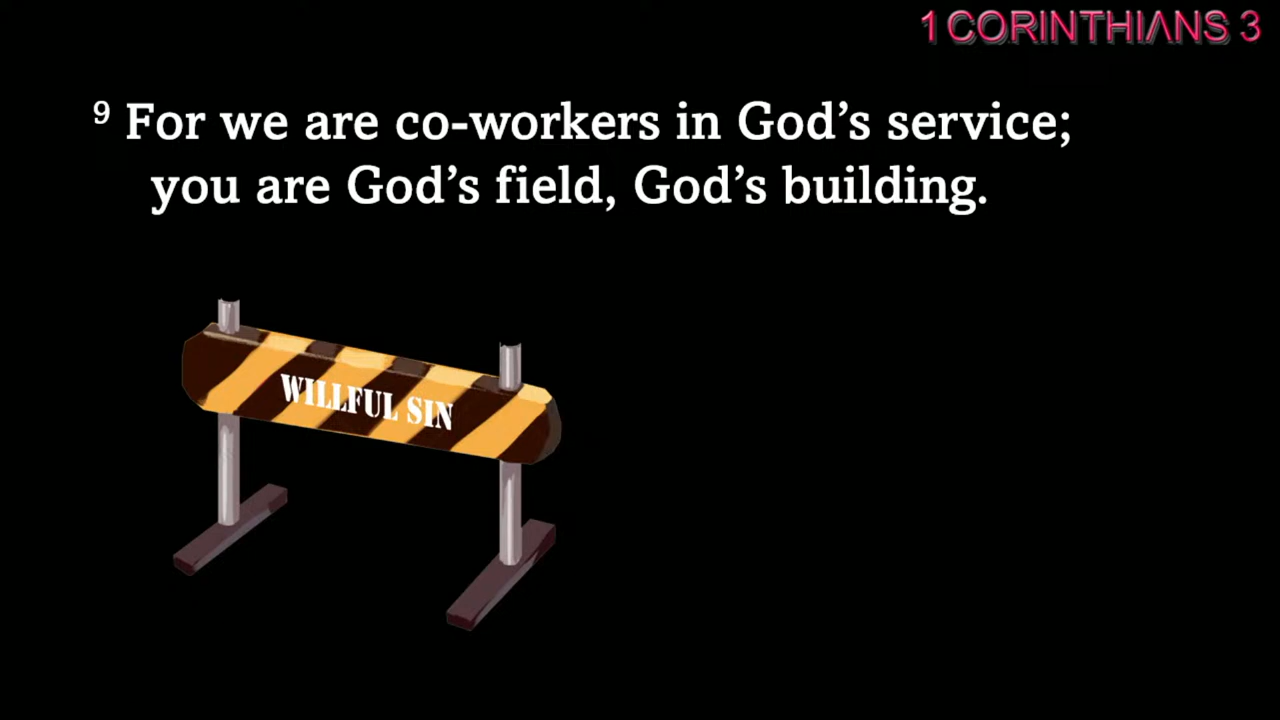 1 CORINTHIANS 3
9 For we are co-workers in God’s service;
you are God’s field, God’s building.
WILLFUL SIN